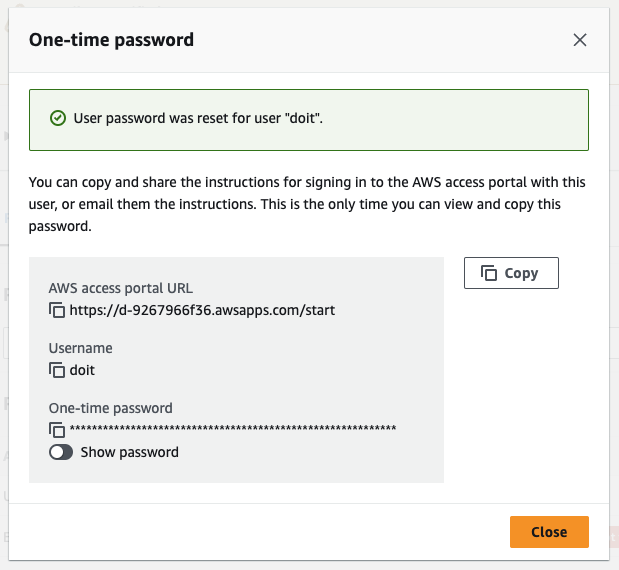 One-time password
User password was reset for user "doit".
You can copy and share the instructions for signing in to the AWS access portal with this
user, or email them the instructions. This is the only time you can view and copy this
password.
Copy
AWS access portal URL
https://d-9267966f36.awsapps.com/start
Username
doit
One-time password
************************************************************
Show password
Close